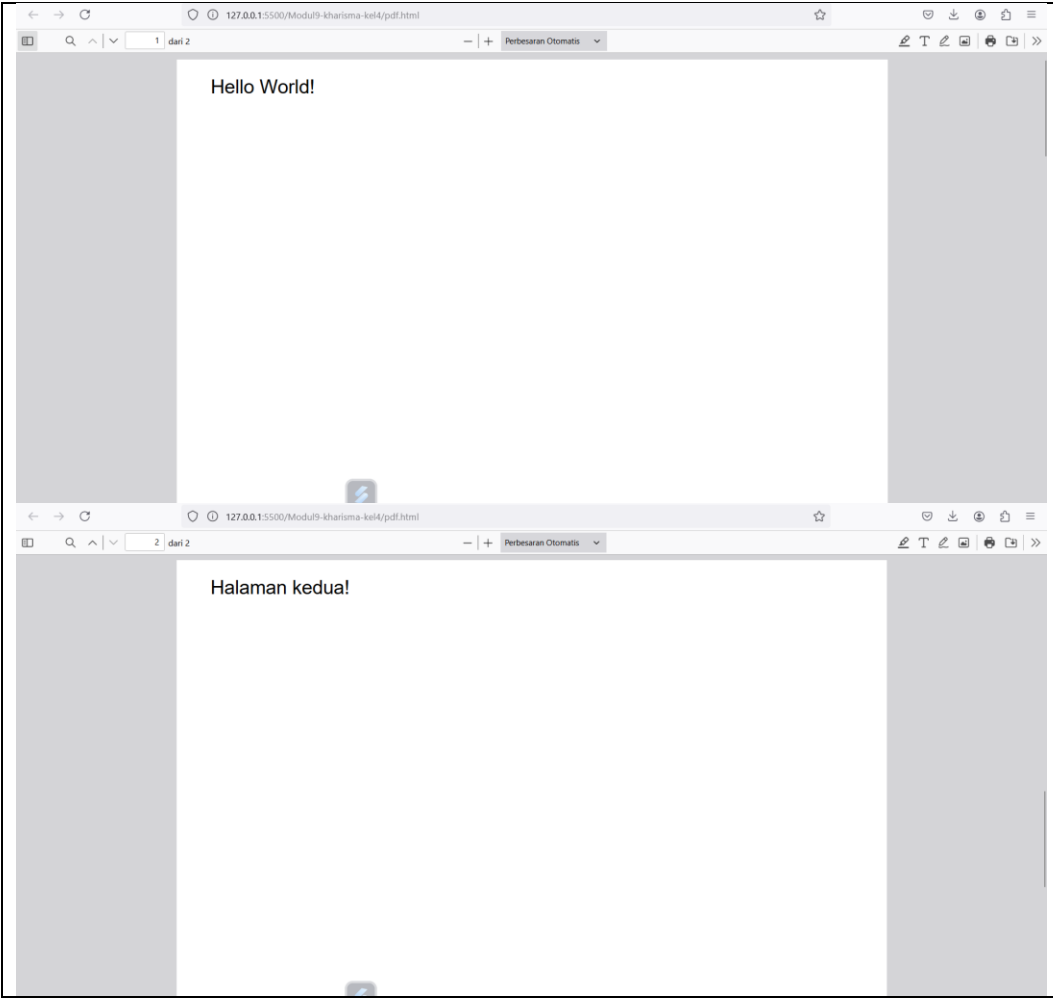 127.0.0.1:5500/Modul9-kharisma-kel4/pdf.html
1 dari 2
Perbesaran Otomatis
Hello World!
127.0.0.1:5500/Modul9-kharisma-kel4/pdf.html
2 dari 2
Perbesaran Otomatis
Halaman kedua!